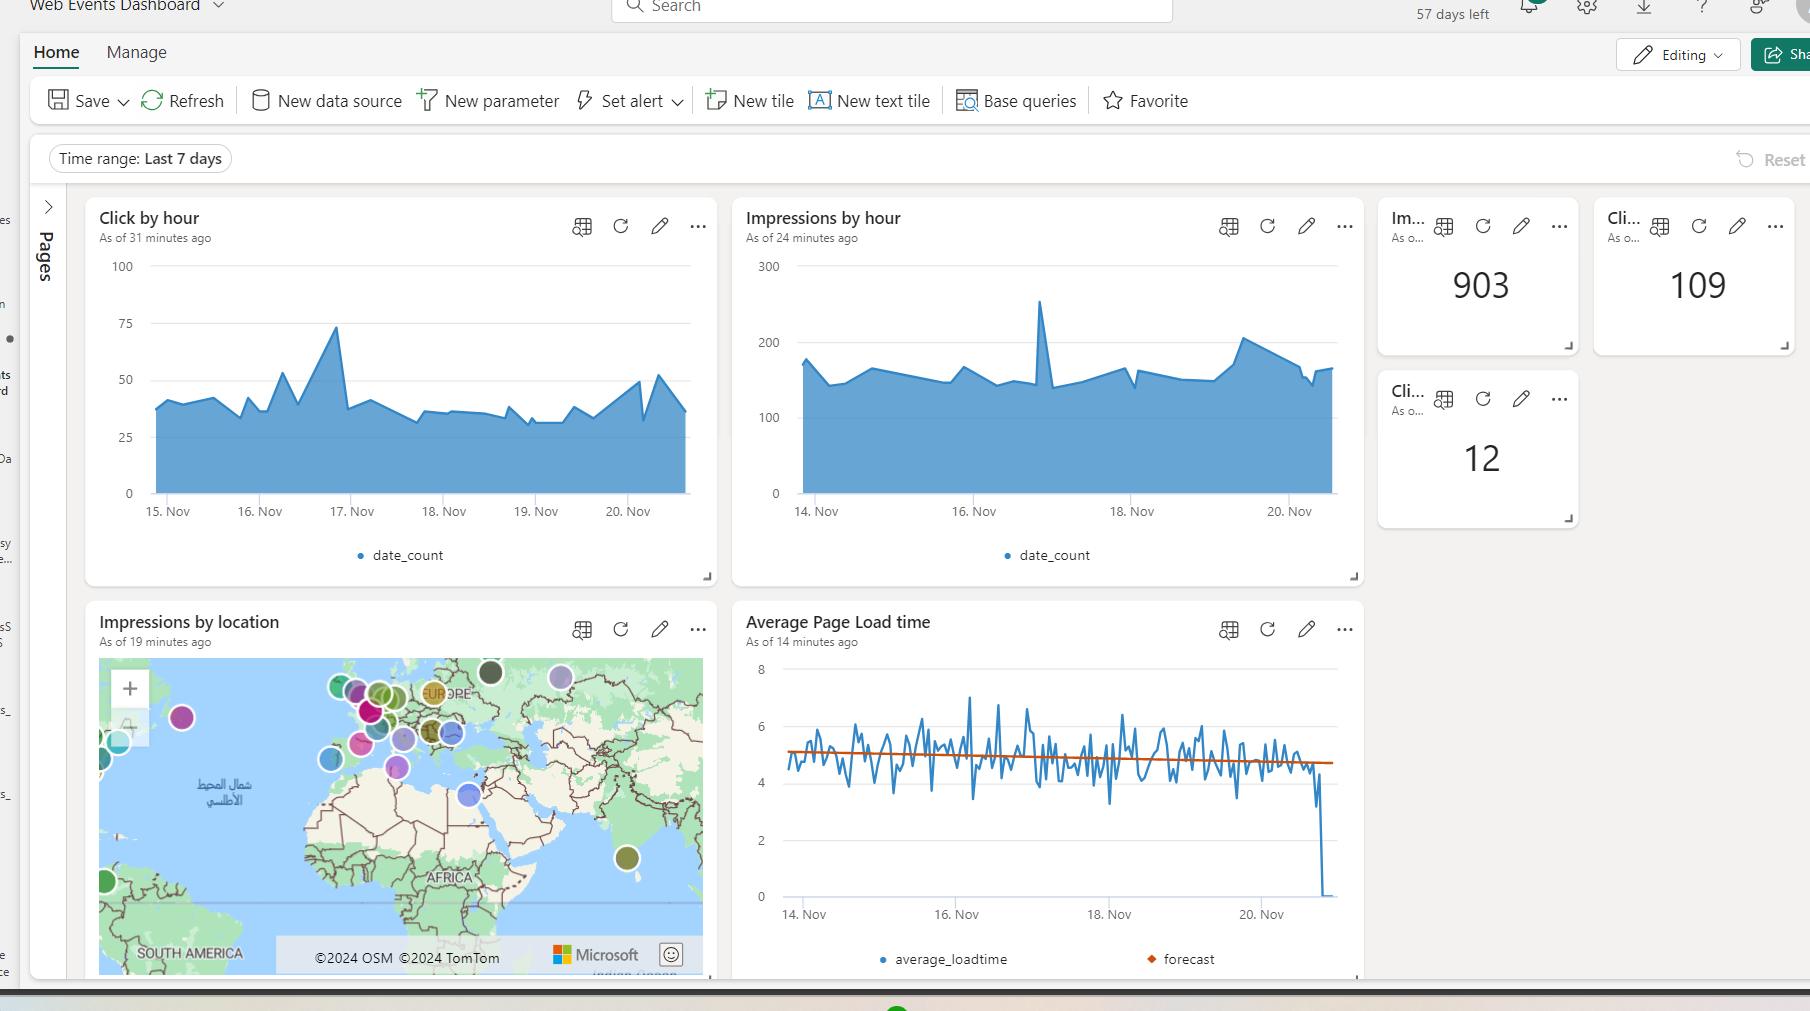 Web Events Dashboard
Search
57 days left
Home
Manage
Editing
Save
Refresh
New data source
New parameter
Set alert
New tile
New text tile
Base queries
Favorite
Time range: Last 7 days
Reset
Pages
Click by hour
As of 31 minutes ago
100
75
50
25
0
15. Nov
16. Nov
17. Nov
18. Nov
19. Nov
20. Nov
date_count
Impressions by hour
As of 24 minutes ago
300
200
100
0
14. Nov
16. Nov
18. Nov
20. Nov
date_count
Im...
As o...
903
Cli...
As o...
109
Cli...
As o...
12
Impressions by location
As of 19 minutes ago
EUROPE
شمال المحيط
الأطلسي
AFRICA
SOUTH AMERICA
©2024 OSM ©2024 TomTom
Microsoft
Average Page Load time
As of 14 minutes ago
8
6
4
2
0
14. Nov
16. Nov
18. Nov
20. Nov
average_loadtime
forecast